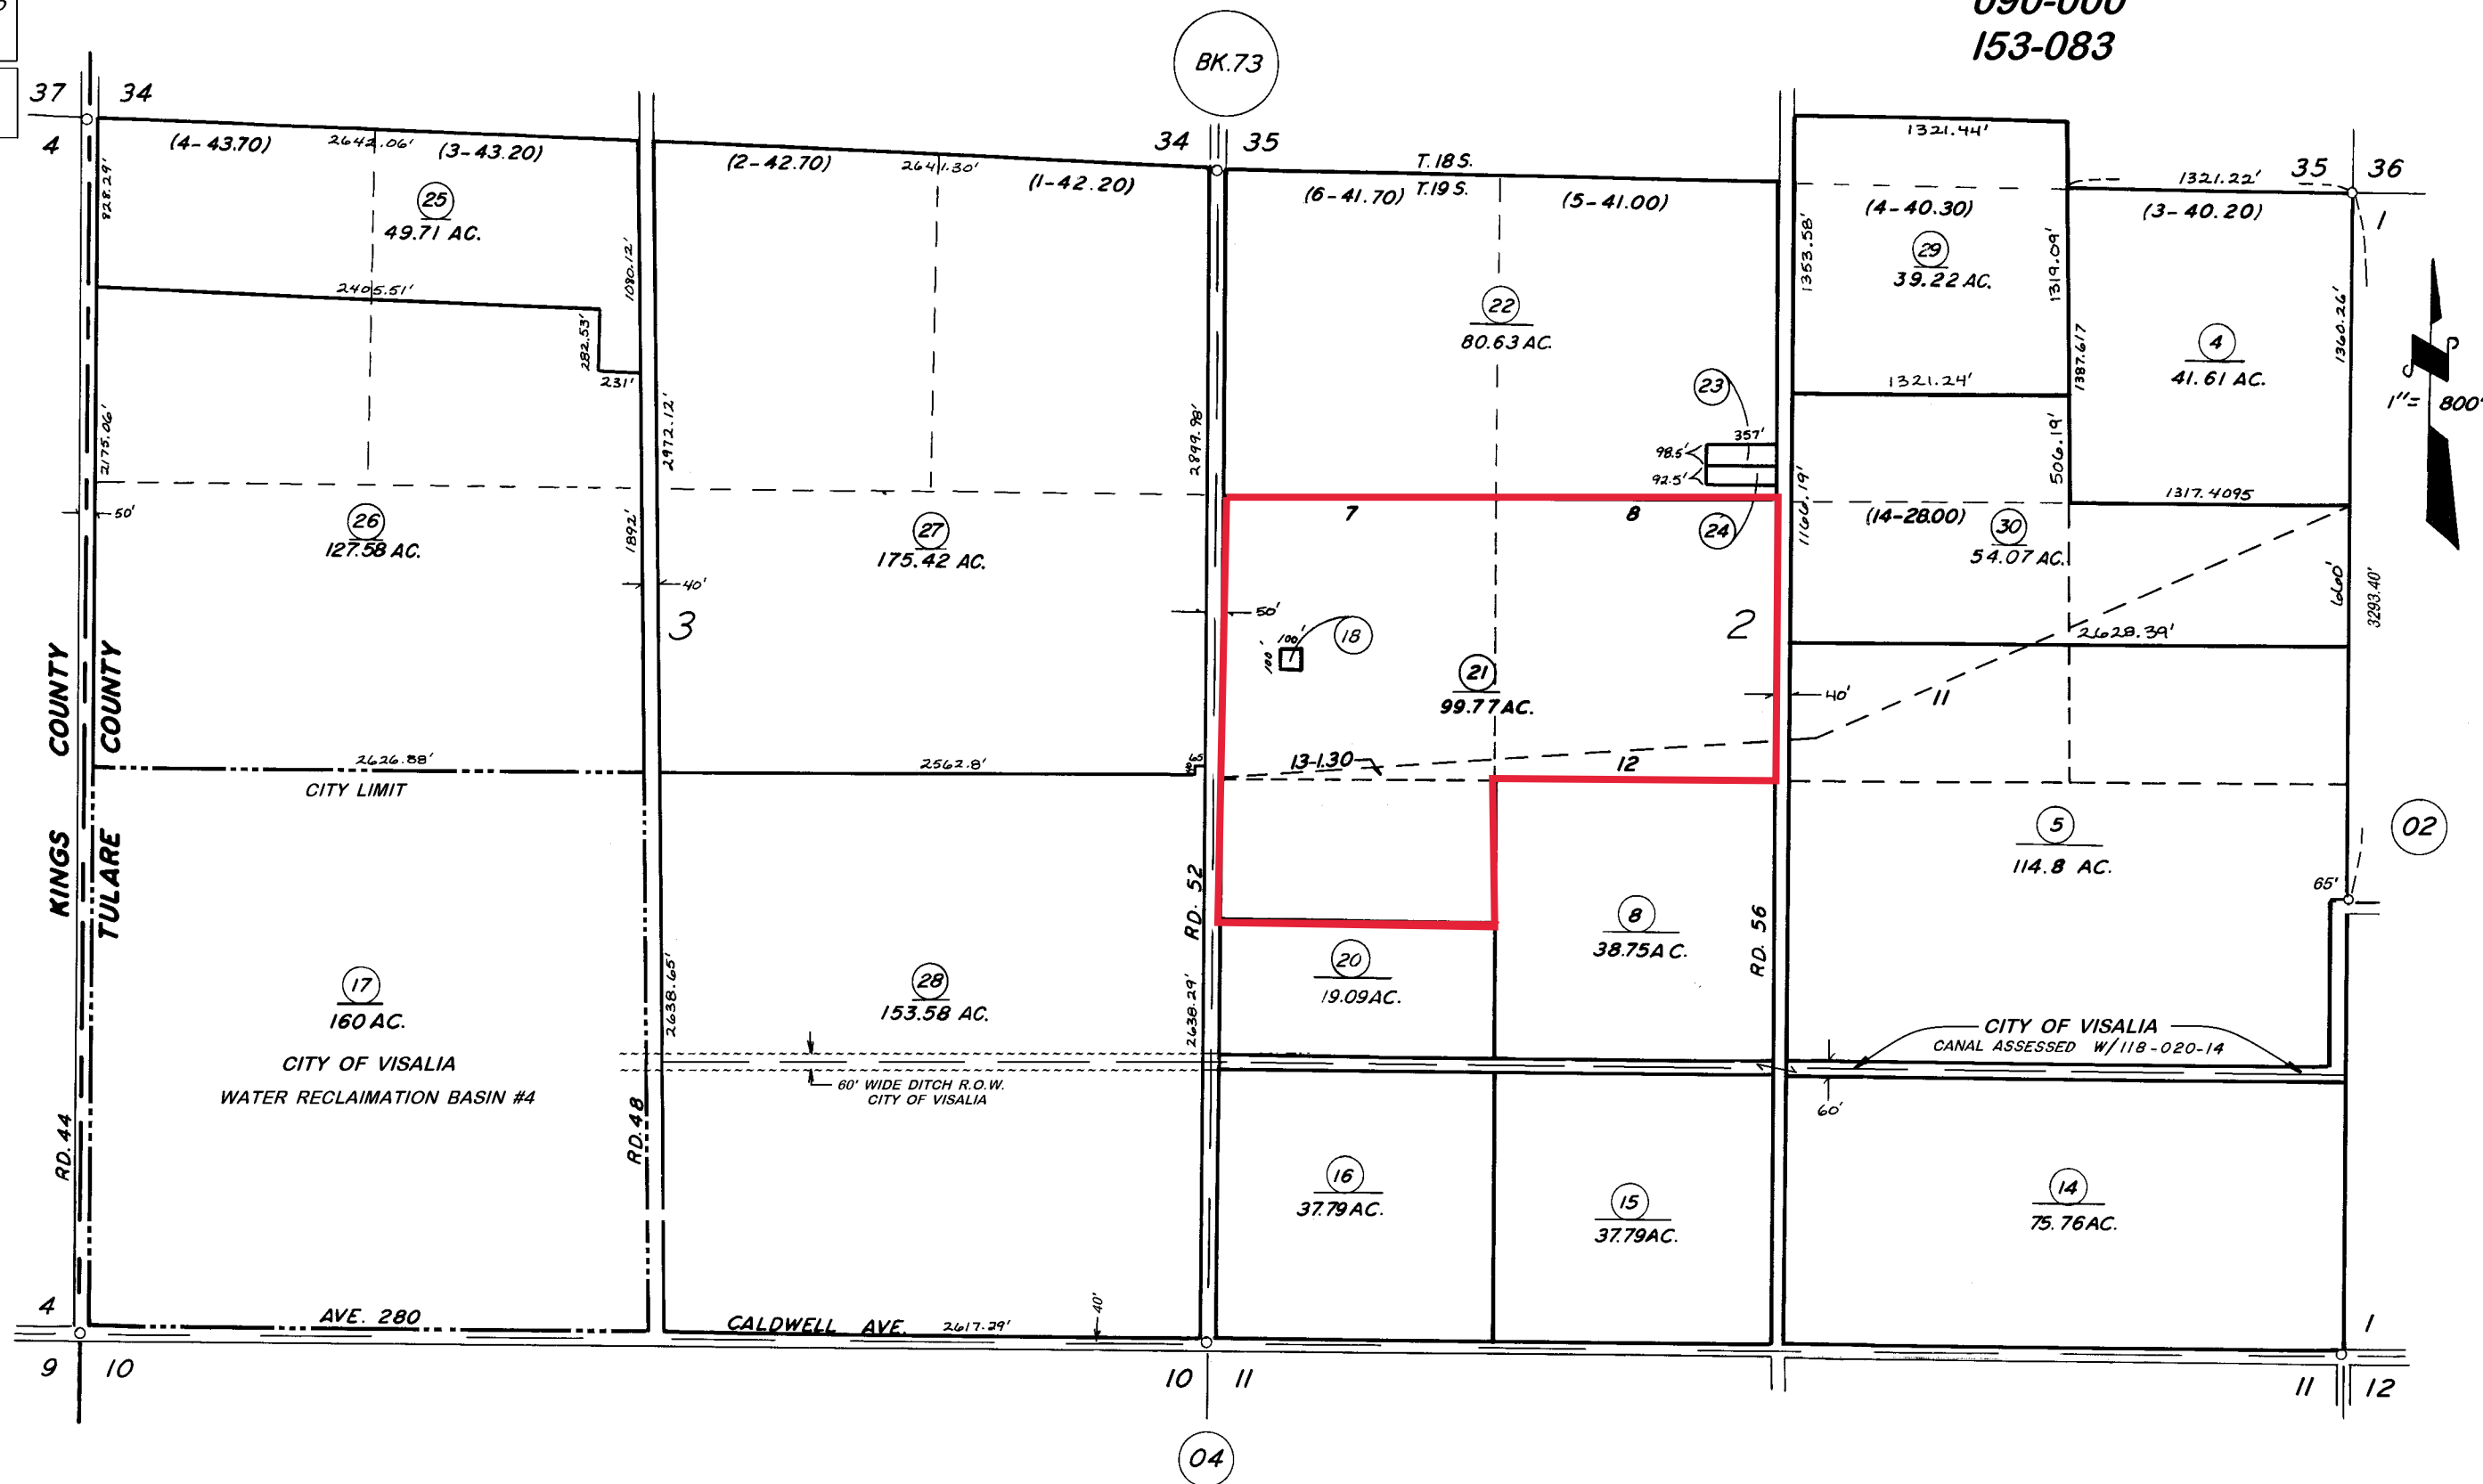 153-083
BK.73
37 34
34 35
35 36
4
1
(4-43.70)
2642.06'
(3-43.20)
(2-42.70)
2641.30'
(1-42.20)
T.18 S.
T.19 S.
(6-41.70)
(5-41.00)
1321.44'
1321.22'
(4-40.30)
(3-40.20)
828.29'
25
49.71 AC.
1080.12'
2405.51'
282.53'
231'
2175.06'
2972.12'
2899.98'
22
80.63 AC.
1353.58'
29
39.22 AC.
1319.09'
1387.617
4
41.61 AC.
1360.26'
1"= 800'
1321.24'
23
357'
98.5'
92.5'
506.19'
1317.4095
50'
26
127.58 AC.
1892'
27
175.42 AC.
7
8
24
1166.19'
(14-28.00)
30
54.07 AC.
660'
3293.40'
40'
3
50'
18
100'
100'
2
2628.39'
21
99.77 AC.
40'
11
KINGS COUNTY
TULARE COUNTY
2626.88'
CITY LIMIT
2562.8'
13-1.30
12
RD. 52
5
114.8 AC.
02
65'
8
38.75 AC.
RD. 56
20
19.09 AC.
17
160 AC.
CITY OF VISALIA
WATER RECLAIMATION BASIN #4
2638.65'
28
153.58 AC.
2638.29'
60' WIDE DITCH R.O.W.
CITY OF VISALIA
CITY OF VISALIA
CANAL ASSESSED W/118-020-14
60'
RD. 44
RD. 48
16
37.79 AC.
15
37.79 AC.
14
75.76 AC.
4
AVE. 280
CALDWELL AVE.
2617.29'
40'
1
9 10
10 11
11 12
04